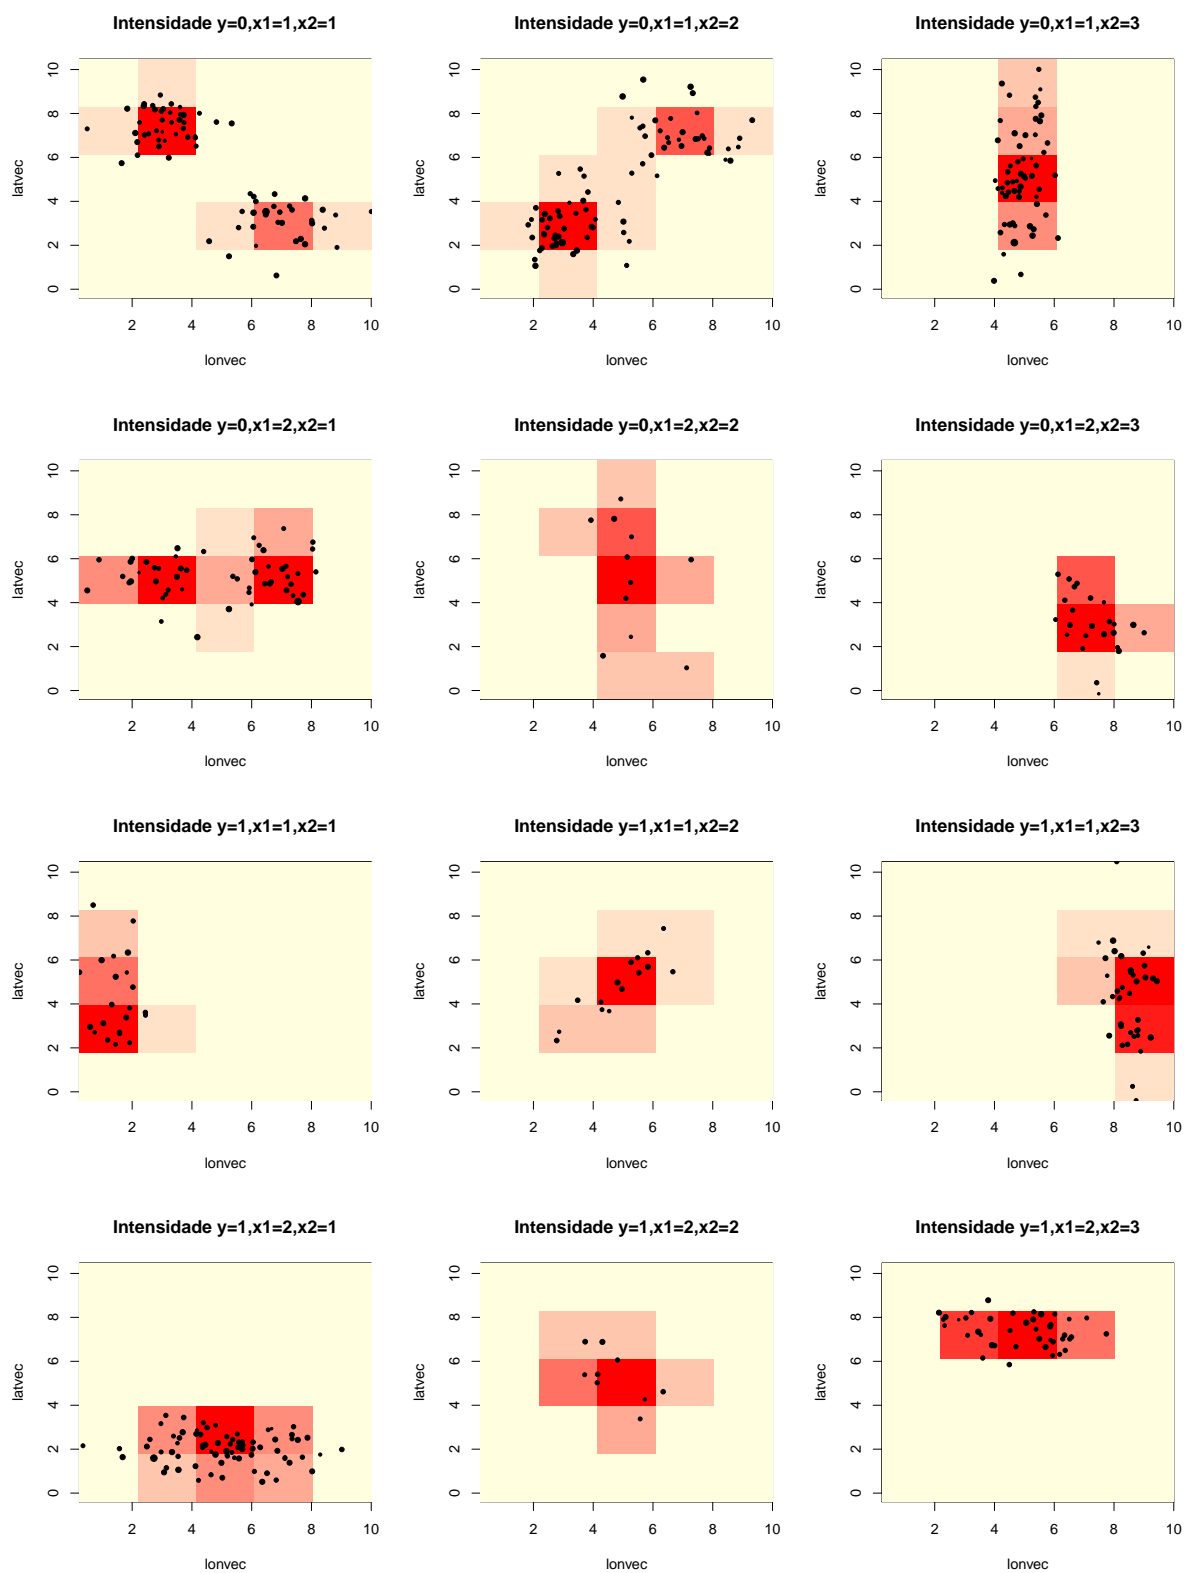 Intensidade y=0,x1=1,x2=1
Intensidade y=0,x1=1,x2=2
Intensidade y=0,x1=1,x2=3
latvec
0 2 4 6 8 10
2 4 6 8 10
lonvec
latvec
0 2 4 6 8 10
2 4 6 8 10
lonvec
latvec
0 2 4 6 8 10
2 4 6 8 10
lonvec
Intensidade y=0,x1=2,x2=1
Intensidade y=0,x1=2,x2=2
Intensidade y=0,x1=2,x2=3
latvec
0 2 4 6 8 10
2 4 6 8 10
lonvec
latvec
0 2 4 6 8 10
2 4 6 8 10
lonvec
latvec
0 2 4 6 8 10
2 4 6 8 10
lonvec
Intensidade y=1,x1=1,x2=1
Intensidade y=1,x1=1,x2=2
Intensidade y=1,x1=1,x2=3
latvec
0 2 4 6 8 10
2 4 6 8 10
lonvec
latvec
0 2 4 6 8 10
2 4 6 8 10
lonvec
latvec
0 2 4 6 8 10
2 4 6 8 10
lonvec
Intensidade y=1,x1=2,x2=1
Intensidade y=1,x1=2,x2=2
Intensidade y=1,x1=2,x2=3
latvec
0 2 4 6 8 10
2 4 6 8 10
lonvec
latvec
0 2 4 6 8 10
2 4 6 8 10
lonvec
latvec
0 2 4 6 8 10
2 4 6 8 10
lonvec